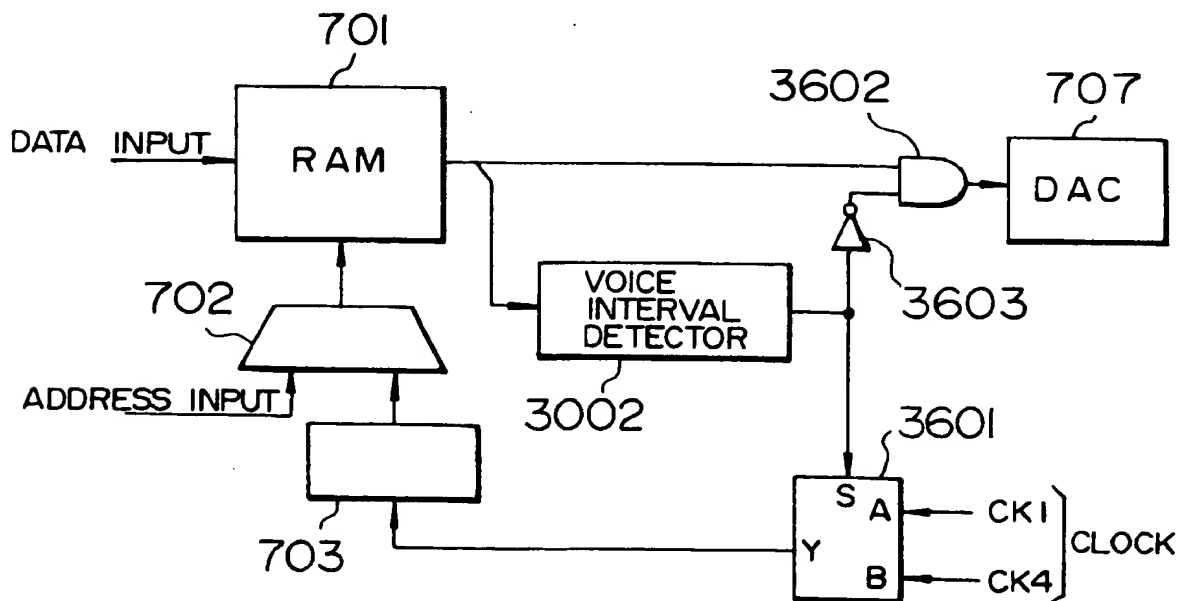 701
3602
707
DATA INPUT
RAM
DAC
702
VOICE
INTERVAL
DETECTOR
3603
ADDRESS INPUT
3002
3601
S
A
CK1
CLOCK
703
Y
B
CK4